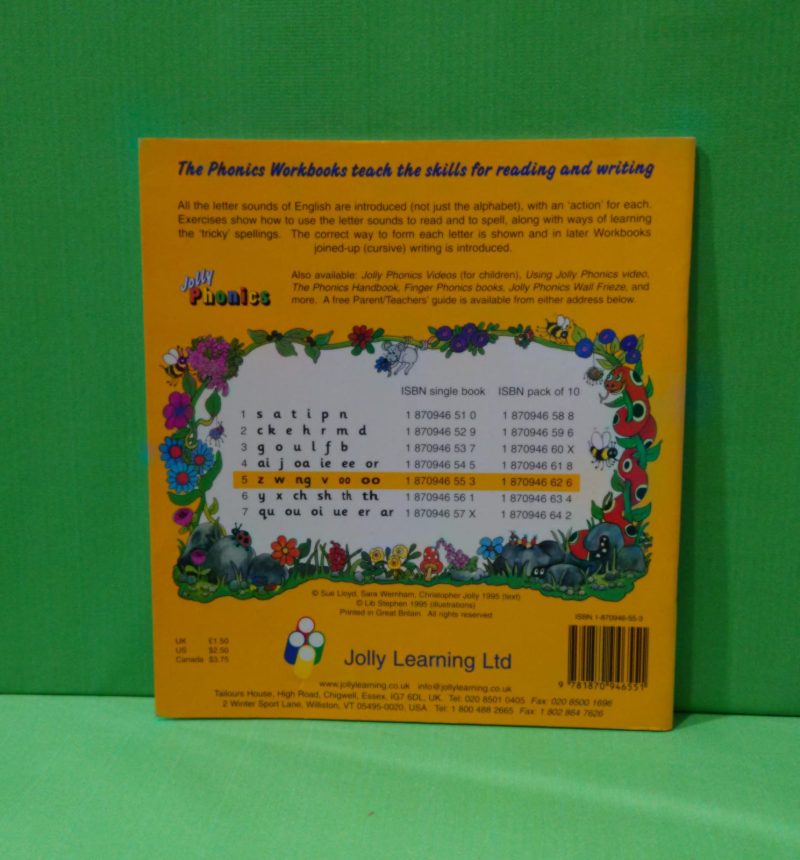 The Phonics Workbooks teach the skills for reading and writing
All the letter sounds of English are introduced (not just the alphabet), with an 'action' for each.
Exercises show how to use the letter sounds to read and to spell, along with ways of learning
the 'tricky' spellings. The correct way to form each letter is shown and in later Workbooks
joined-up (cursive) writing is introduced.
Jolly
Phonics
Also available: Jolly Phonics Videos (for children), Using Jolly Phonics video,
The Phonics Handbook, Finger Phonics books, Jolly Phonics Wall Frieze, and
more. A free Parent/Teachers' guide is available from either address below.
ISBN single book ISBN pack of 10
1 s a t i p n 1 870946 51 0 1 870946 58 8
2 ck e h r m d 1 870946 52 9 1 870946 59 6
3 g o u l f b 1 870946 53 7 1 870946 60 X
4 ai j oa ie ee or 1 870946 54 5 1 870946 61 8
5 z w ng v oo oo 1 870946 55 3 1 870946 62 6
6 y x ch sh th th 1 870946 56 1 1 870946 63 4
7 qu ou oi ue er ar 1 870946 57 X 1 870946 64 2
© Sue Lloyd, Sara Wernham, Christopher Jolly 1995 (text)
© Lib Stephen 1995 (illustrations)
Printed in Great Britain All rights reserved
UK £1.50
US $2.50
Canada $3.75
Jolly Learning Ltd
ISBN 1-870946-55-3
9 781870 946551
www.jollylearning.co.uk info@jollylearning.co.uk
Tailours House, High Road, Chigwell, Essex, IG7 6DL, UK. Tel: 020 8501 0405 Fax: 020 8500 1696
2 Winter Sport Lane, Williston, VT 05495-0020, USA. Tel: 1 800 488 2665 Fax: 1 802 864 7626